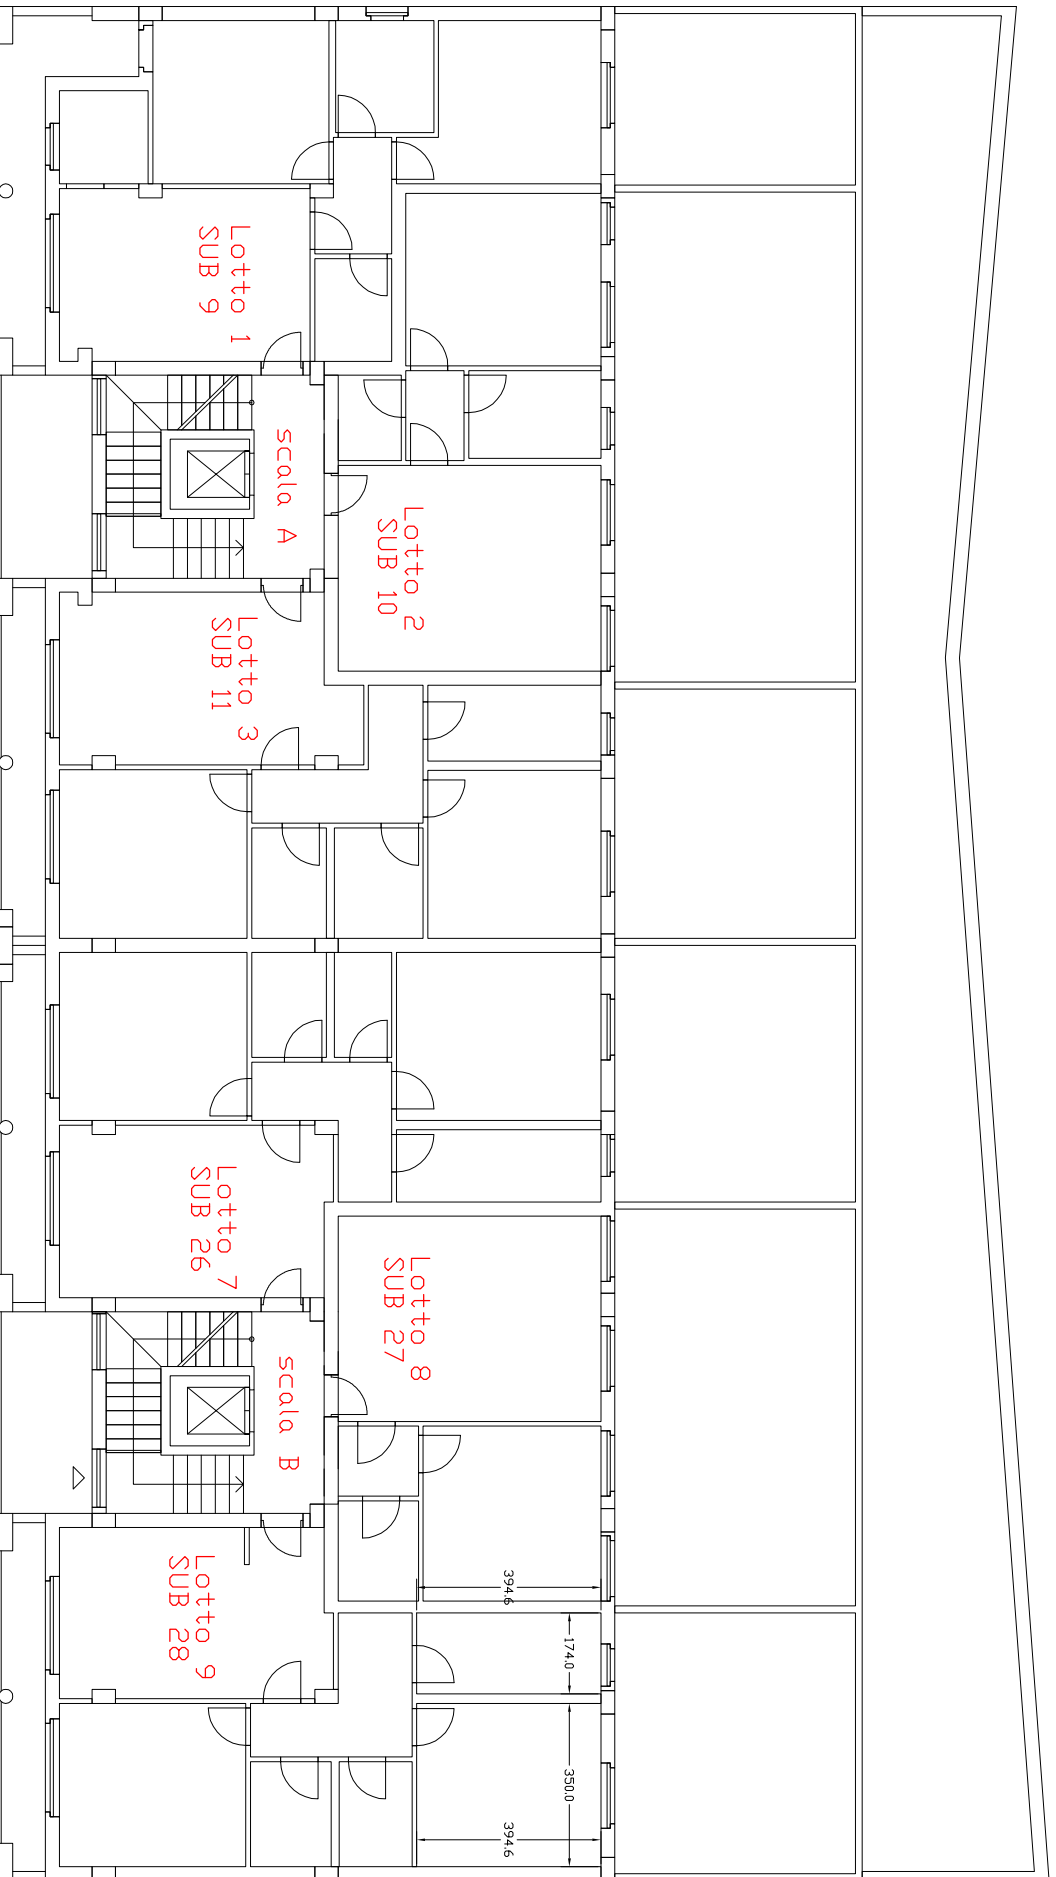 Lotto 1
SUB 9
scala A
Lotto 2
SUB 10
Lotto 3
SUB 11
Lotto 7
SUB 26
Lotto 8
SUB 27
scala B
Lotto 9
SUB 28
394.6
174.0
350.0
394.6